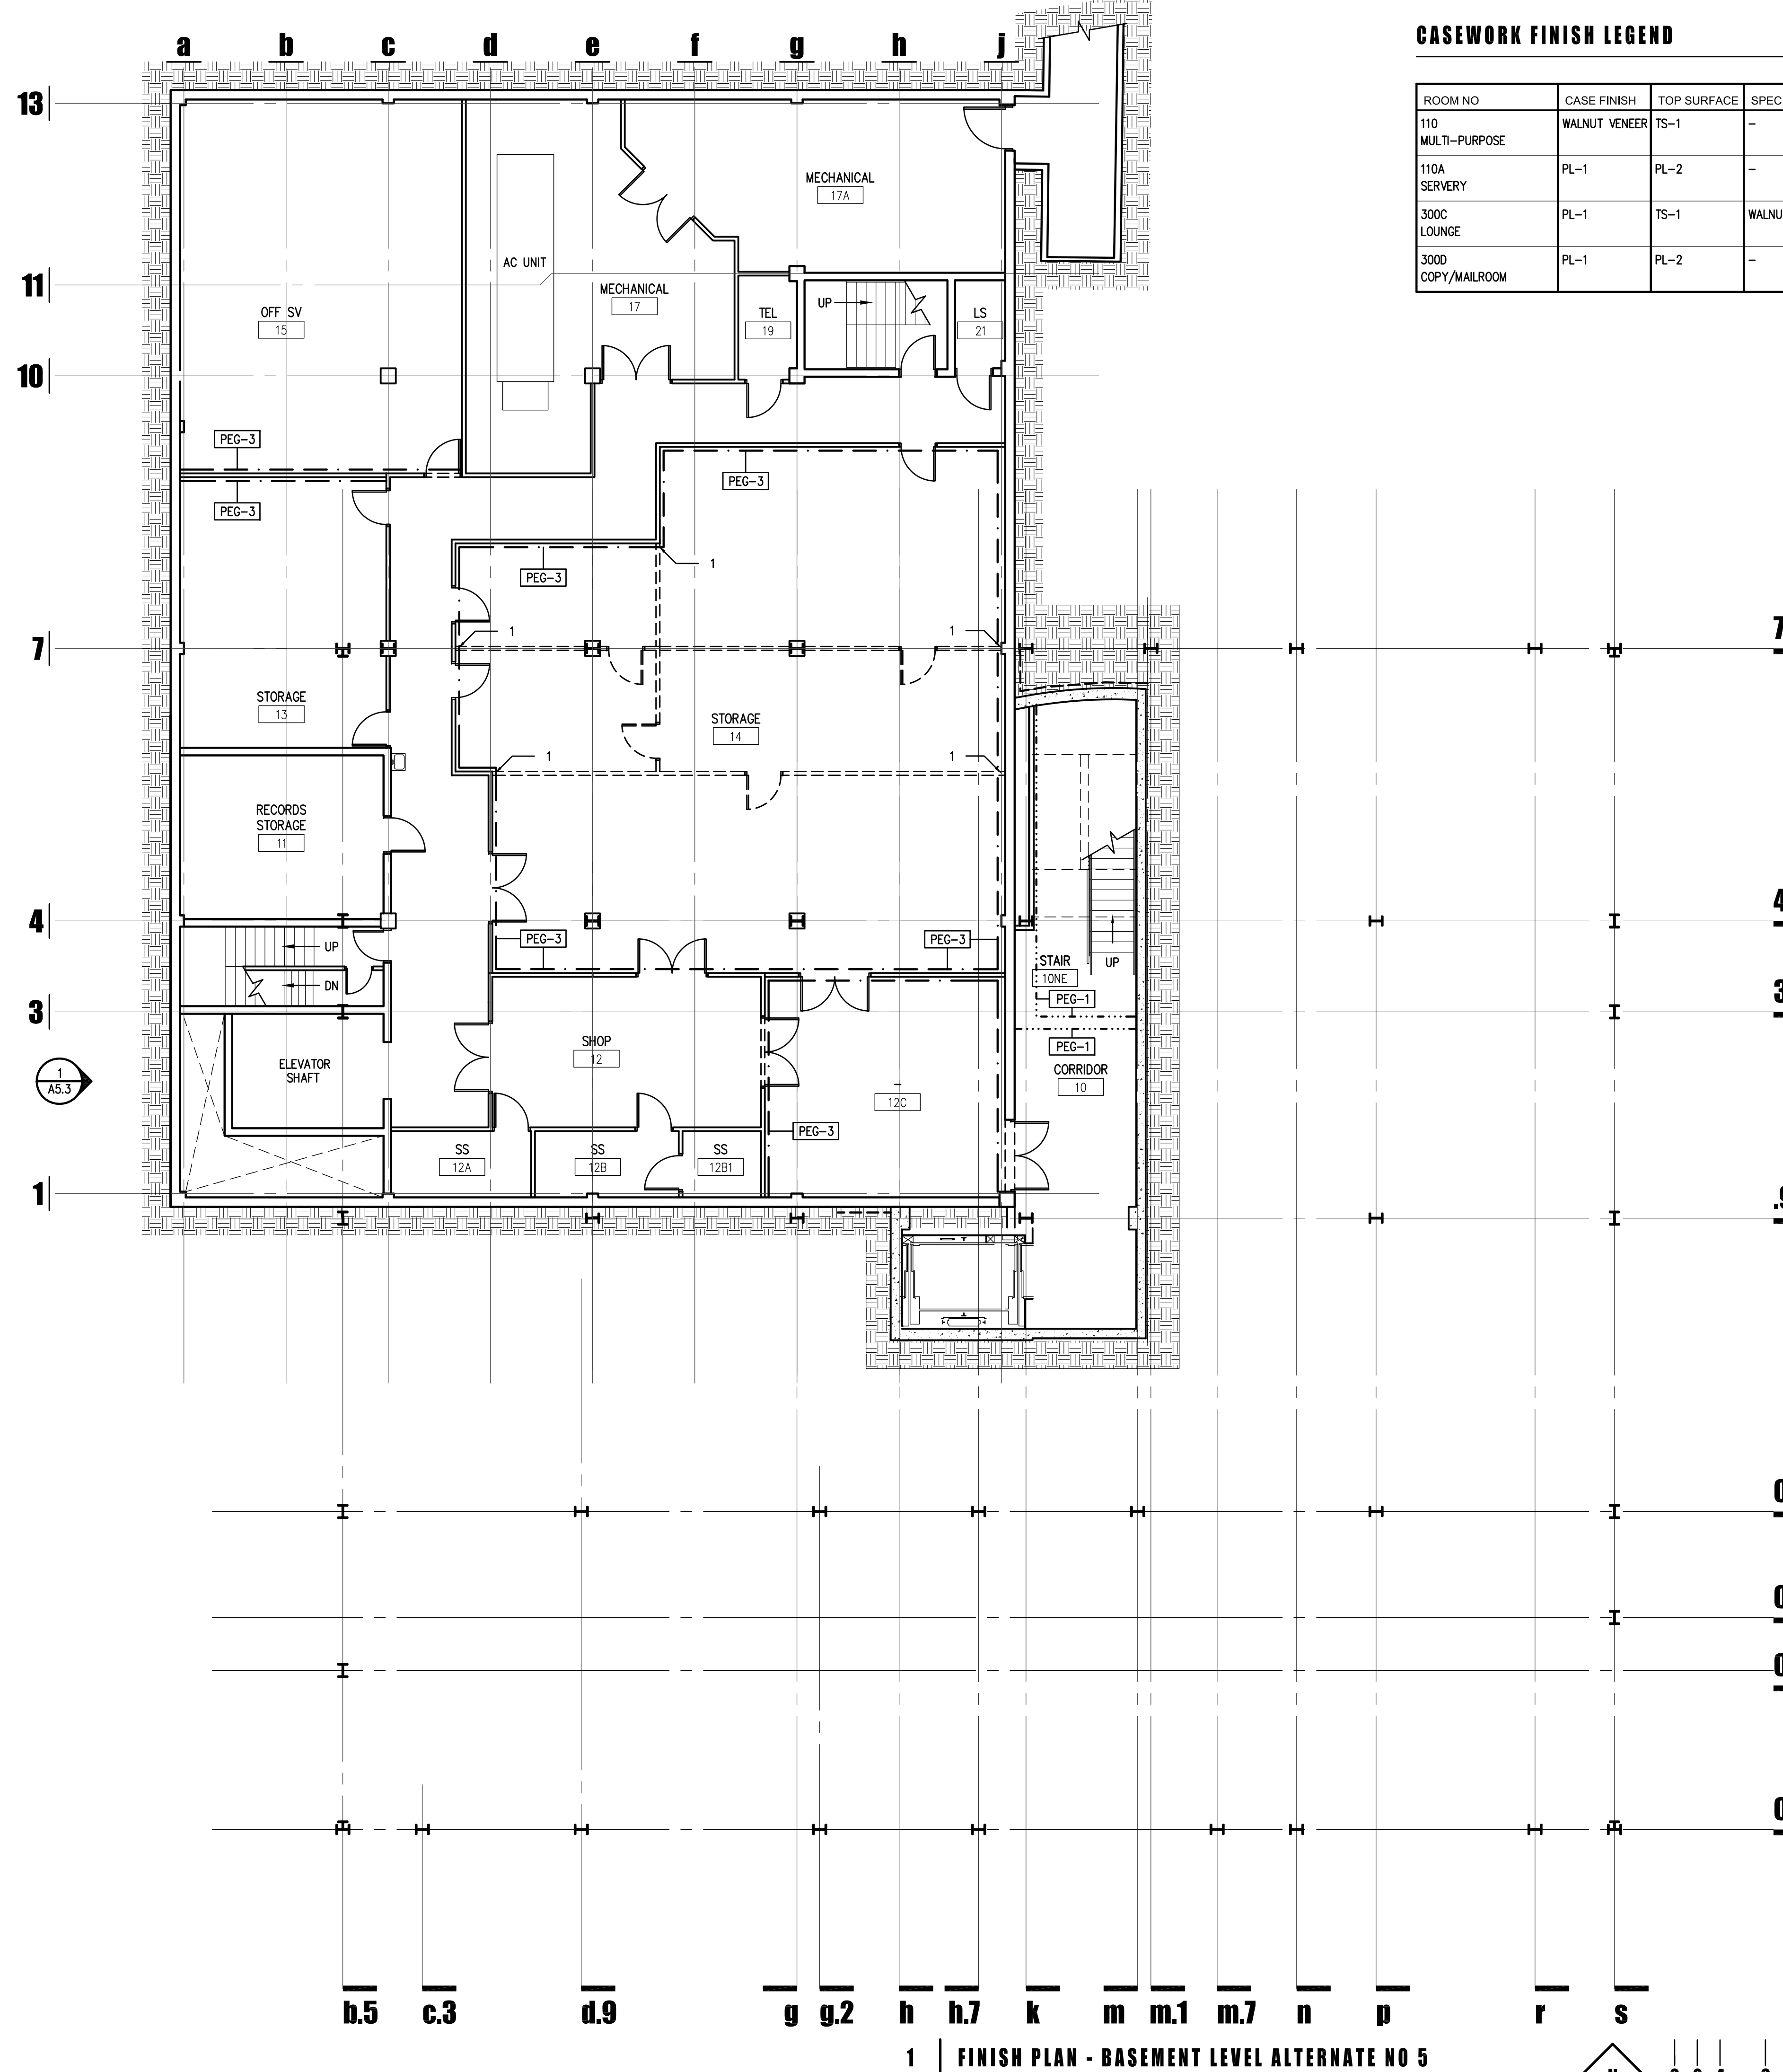 CASEWORK FINISH LEGEND
ROOM NO CASE FINISH TOP SURFACE SPEC
110 MULTI-PURPOSE WALNUT VENEER TS-1 -
110A SERVERY PL-1 PL-2 -
300C LOUNGE PL-1 TS-1 WALNU
300D COPY/MAILROOM PL-1 PL-2 -
a b c d e f g h j
13
MECHANICAL
17A
AC UNIT
11
MECHANICAL
17
OFF SV
15
TEL
19
UP
LS
21
10
PEG-3
PEG-3
PEG-3
PEG-3
1
1
1
7
7
STORAGE
13
STORAGE
14
1
1
RECORDS
STORAGE
11
4
4
UP
DN
PEG-3
PEG-3
UP
STAIR
10NE
PEG-1
3
3
PEG-1
ELEVATOR
SHAFT
SHOP
12
CORRIDOR
10
1
A5.3
-
12C
PEG-3
SS
12A
SS
12B
SS
12B1
1
b.5 c.3 d.9 g g.2 h h.7 k m m.1 m.7 n p r s
1 FINISH PLAN - BASEMENT LEVEL ALTERNATE NO 5